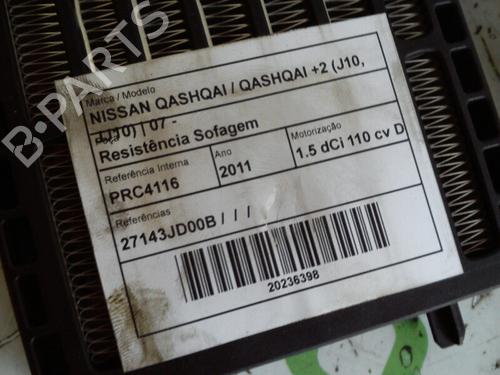 B-PARTS
Marca / Modelo
NISSAN QASHQAI / QASHQAI +2 (J10,
JJ10) | 07 -
Peça
Resistência Sofagem
Referência Interna
PRC4116
Ano
2011
Motorização
1.5 dCi 110 cv D
Referências
27143JD00B / / /
20236398